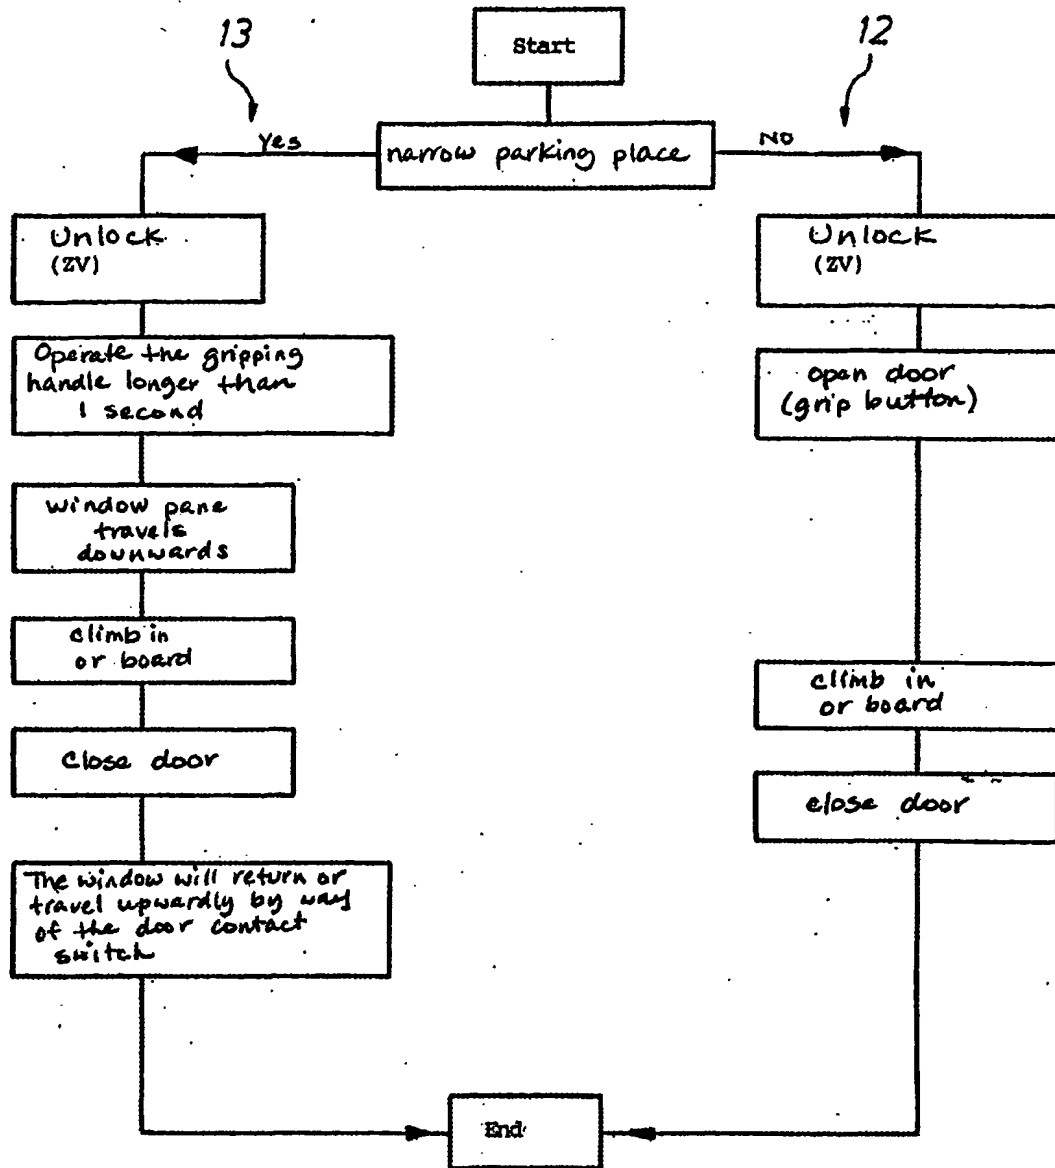 13
12
Start
Yes
narrow parking place
No
Unlock
(ZV)
Operate the gripping
handle longer than
1 second
window pane
travels
downwards
climb in
or board
close door
The window will return or
travel upwardly by way
of the door contact
switch
Unlock
(ZV)
open door
(grip button)
climb in
or board
close door
End